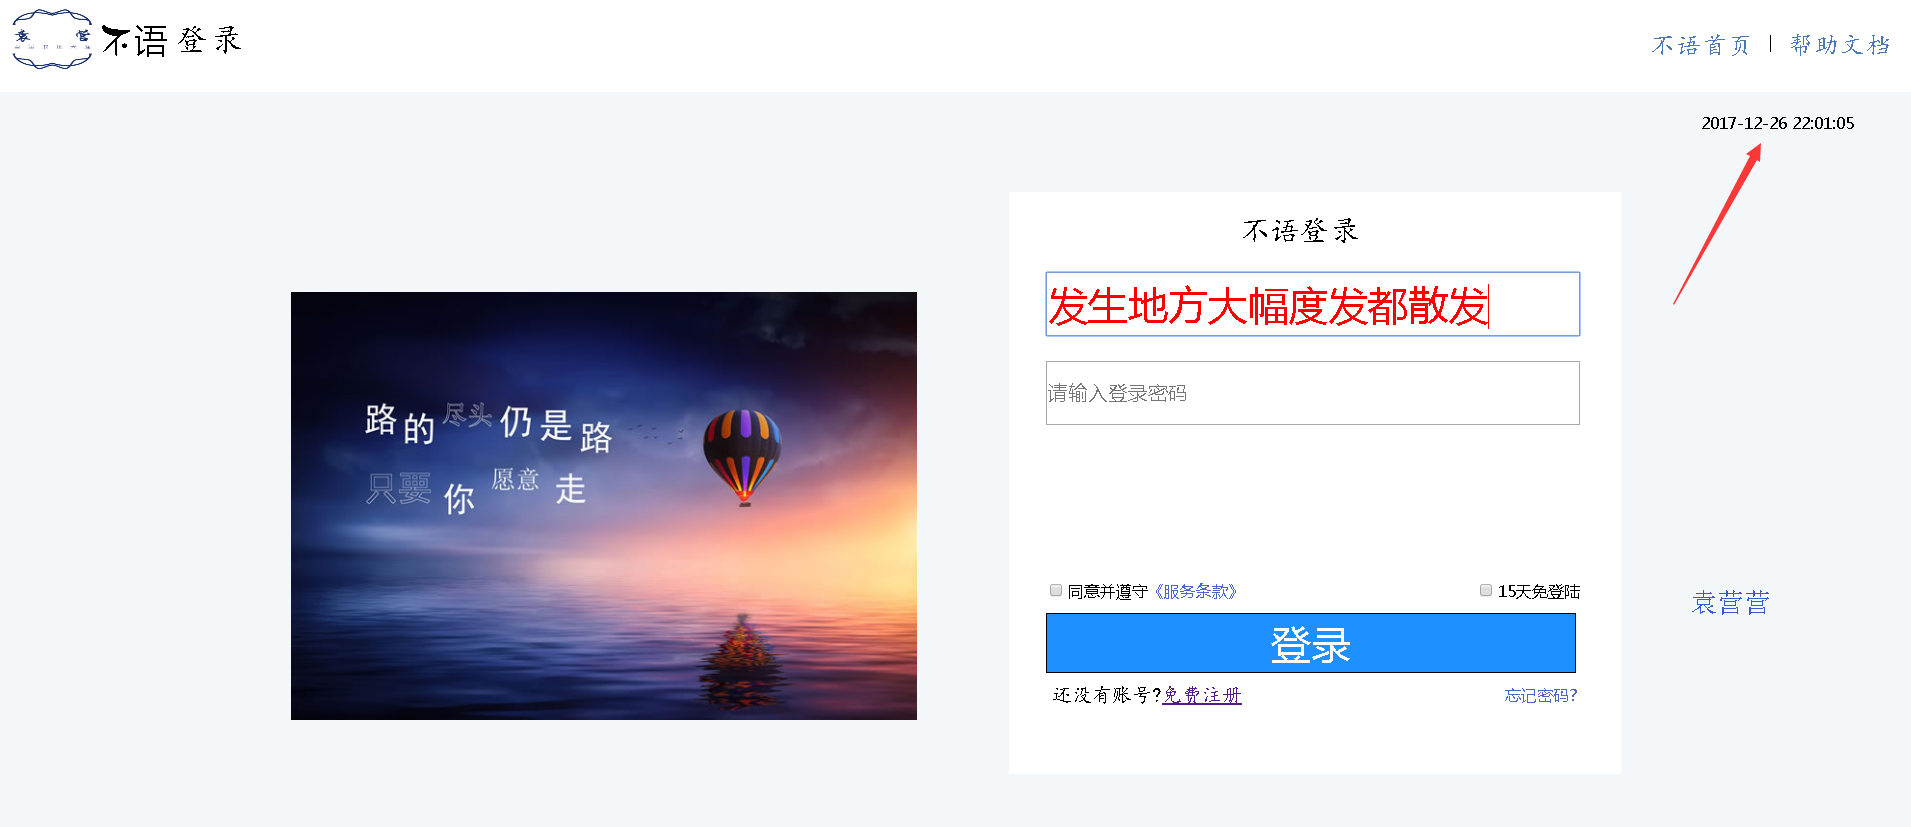 袁 营
不语 登录
不语首页 | 帮助文档
2017-12-26 22:01:05
不语登录
发生地方大幅度发都散发
请输入登录密码
路的尽头仍是路
只要你愿意走
同意并遵守《服务条款》
15天免登陆
登录
还没有账号?免费注册
忘记密码?
袁营营